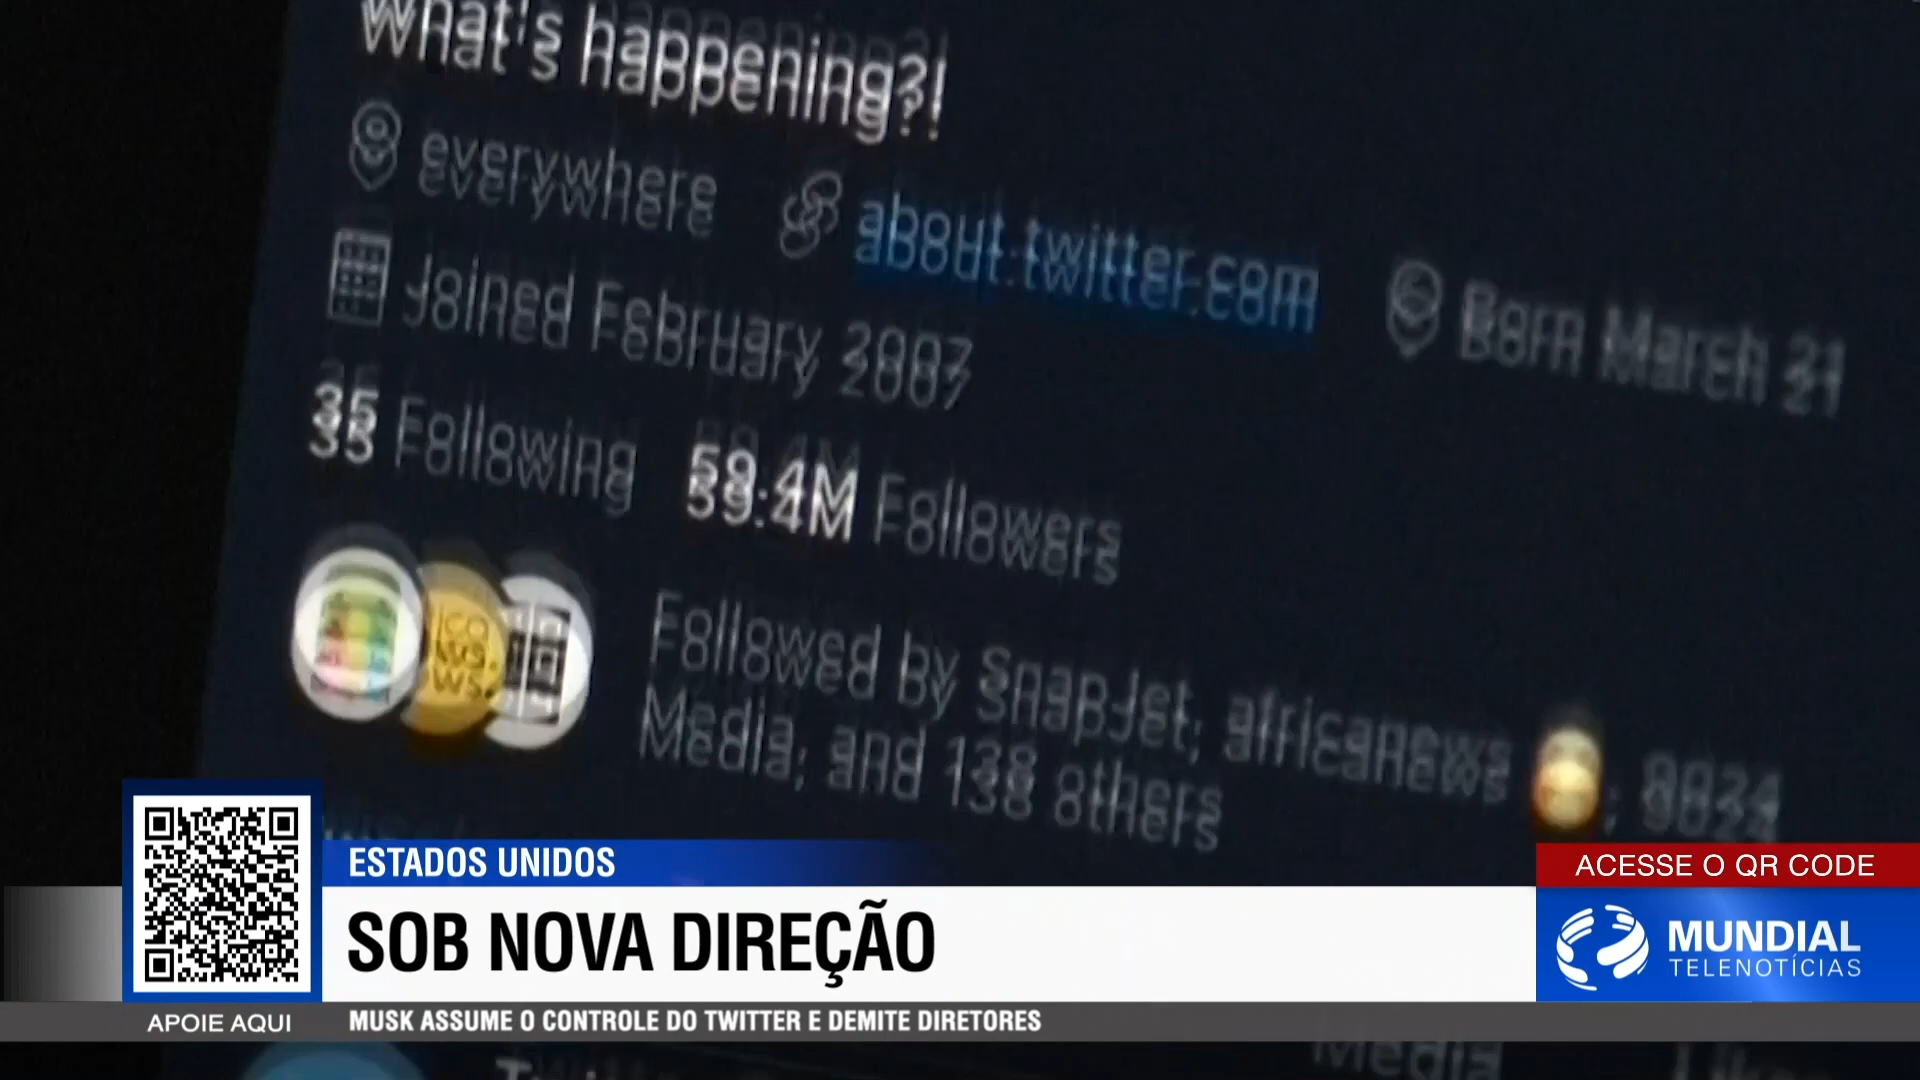 What's happening?!
everywhere about.twitter.com Born March 21
Joined February 2007
35 Following 59.4M Followers
Followed by SnapJet, africanews, 9024
Media, and 138 others
ESTADOS UNIDOS
ACESSE O QR CODE
SOB NOVA DIREÇÃO
MUNDIAL
TELENOTÍCIAS
APOIE AQUI
MUSK ASSUME O CONTROLE DO TWITTER E DEMITE DIRETORES
Media